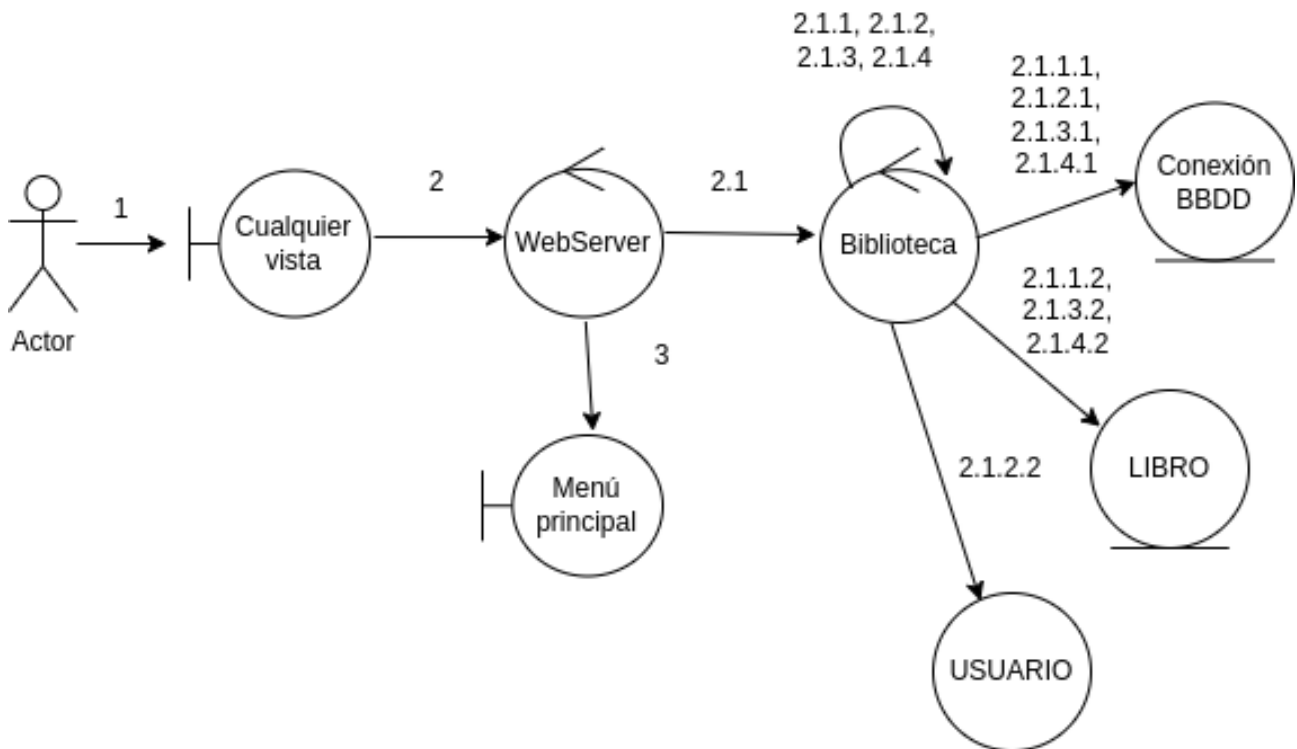 2.1.1, 2.1.2,
2.1.3, 2.1.4
2.1.1.1,
2.1.2.1,
2.1.3.1,
2.1.4.1
Conexión
BBDD
1
2
2.1
Cualquier
vista
WebServer
Biblioteca
Actor
2.1.1.2,
2.1.3.2,
2.1.4.2
3
LIBRO
2.1.2.2
Menú
principal
USUARIO